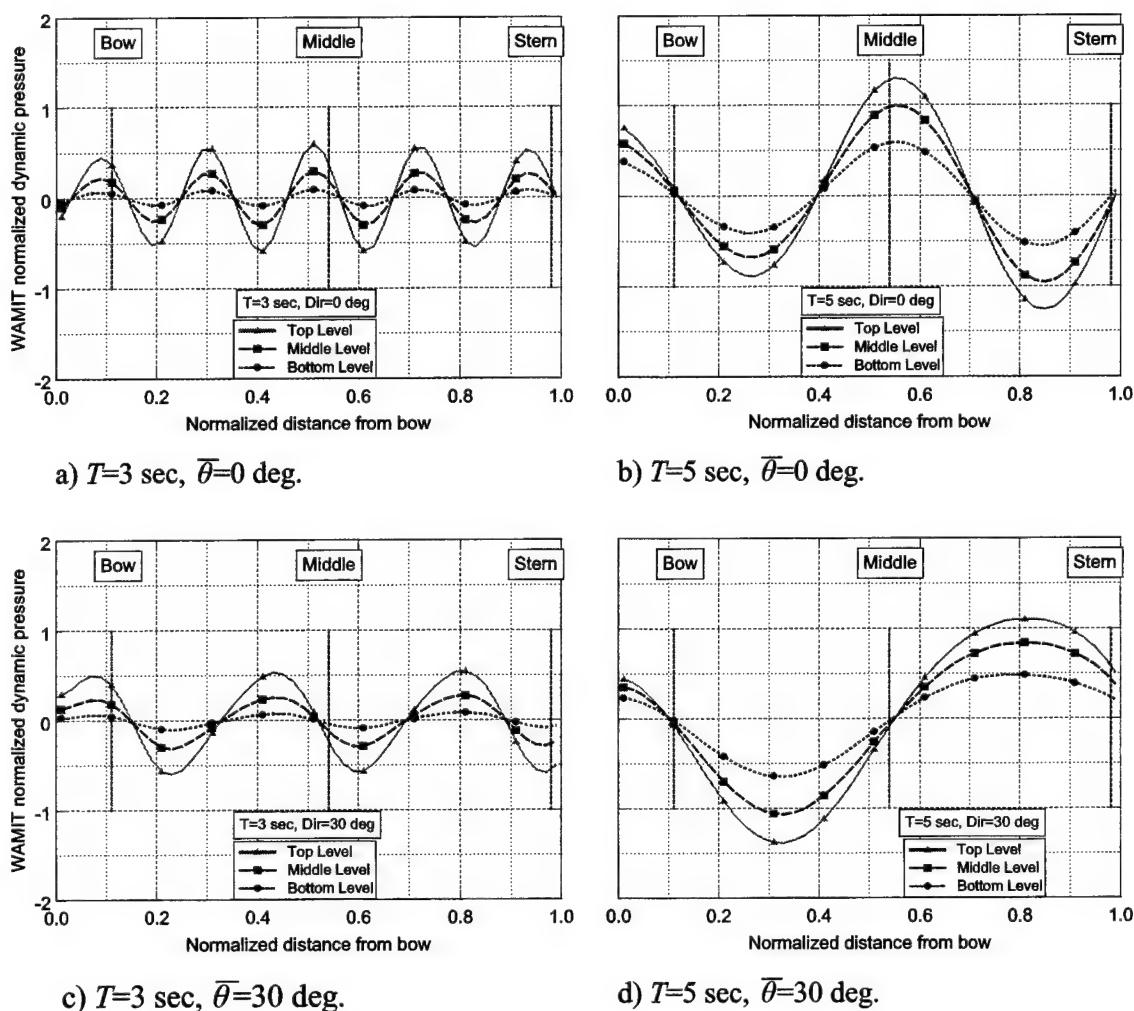 2
1
0
-1
-2
WAMIT normalized dynamic pressure
Bow
Middle
Stern
T=3 sec, Dir=0 deg
Top Level
Middle Level
Bottom Level
0.0 0.2 0.4 0.6 0.8 1.0
Normalized distance from bow
a) T=3 sec, θ̅=0 deg.
Bow
Middle
Stern
T=5 sec, Dir=0 deg
Top Level
Middle Level
Bottom Level
0.0 0.2 0.4 0.6 0.8 1.0
Normalized distance from bow
b) T=5 sec, θ̅=0 deg.
2
1
0
-1
-2
WAMIT normalized dynamic pressure
Bow
Middle
Stern
T=3 sec, Dir=30 deg
Top Level
Middle Level
Bottom Level
0.0 0.2 0.4 0.6 0.8 1.0
Normalized distance from bow
c) T=3 sec, θ̅=30 deg.
Bow
Middle
Stern
T=5 sec, Dir=30 deg
Top Level
Middle Level
Bottom Level
0.0 0.2 0.4 0.6 0.8 1.0
Normalized distance from bow
d) T=5 sec, θ̅=30 deg.